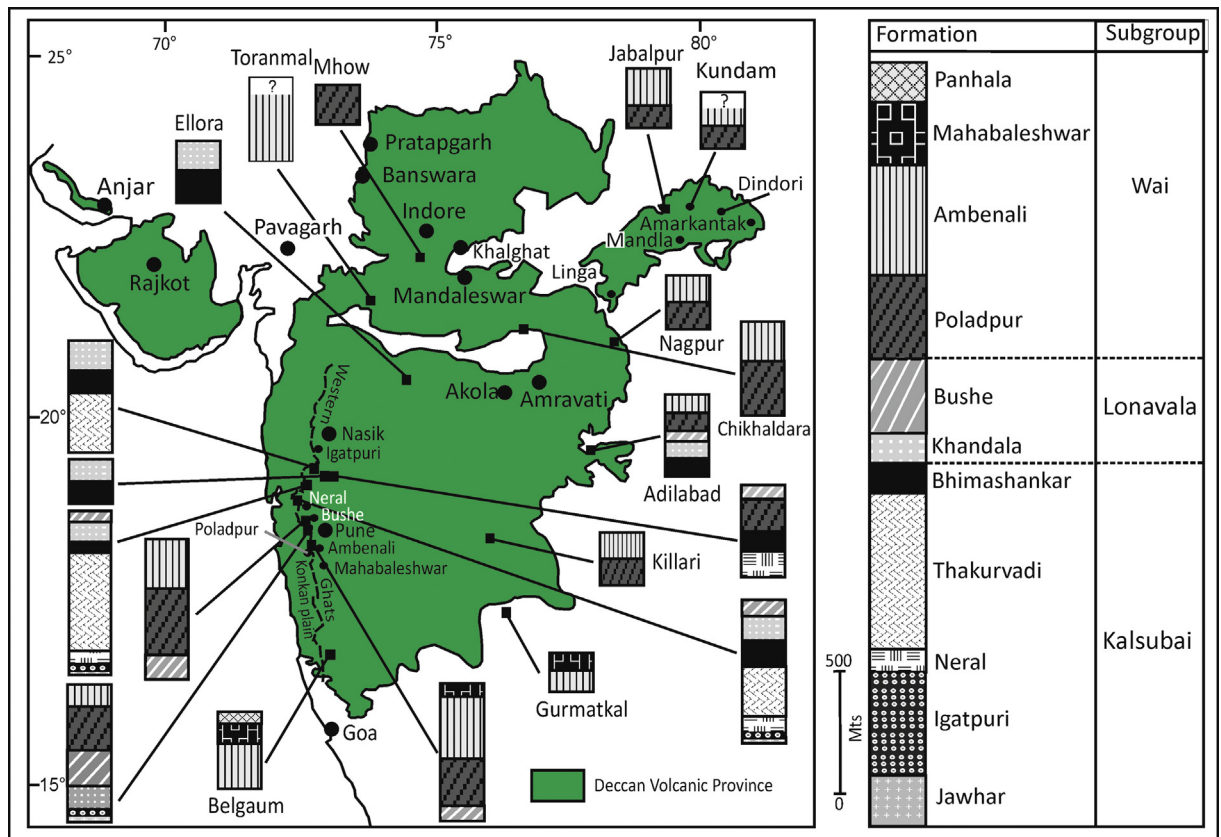 70°
75°
80°
25°
20°
15°
Toranmal
?
Mhow
Jabalpur
Kundam
?
Ellora
Pratapgarh
Banswara
Dindori
Anjar
Indore
Amarkantak
Pavagarh
Mandla
Khalghat
Rajkot
Linga
Mandaleswar
Nagpur
Akola
Amravati
Chikhaldara
Western
Nasik
Igatpuri
Adilabad
Neral
Bushe
Poladpur
Pune
Ambenali
Mahabaleshwar
Killari
Konkan plain
Ghats
Gurmatkal
Goa
Belgaum
Deccan Volcanic Province
Formation
Subgroup
Panhala
Mahabaleshwar
Wai
Ambenali
Poladpur
Bushe
Lonavala
Khandala
Bhimashankar
Thakurvadi
Kalsubai
Neral
Igatpuri
Jawhar
500
Mts
0